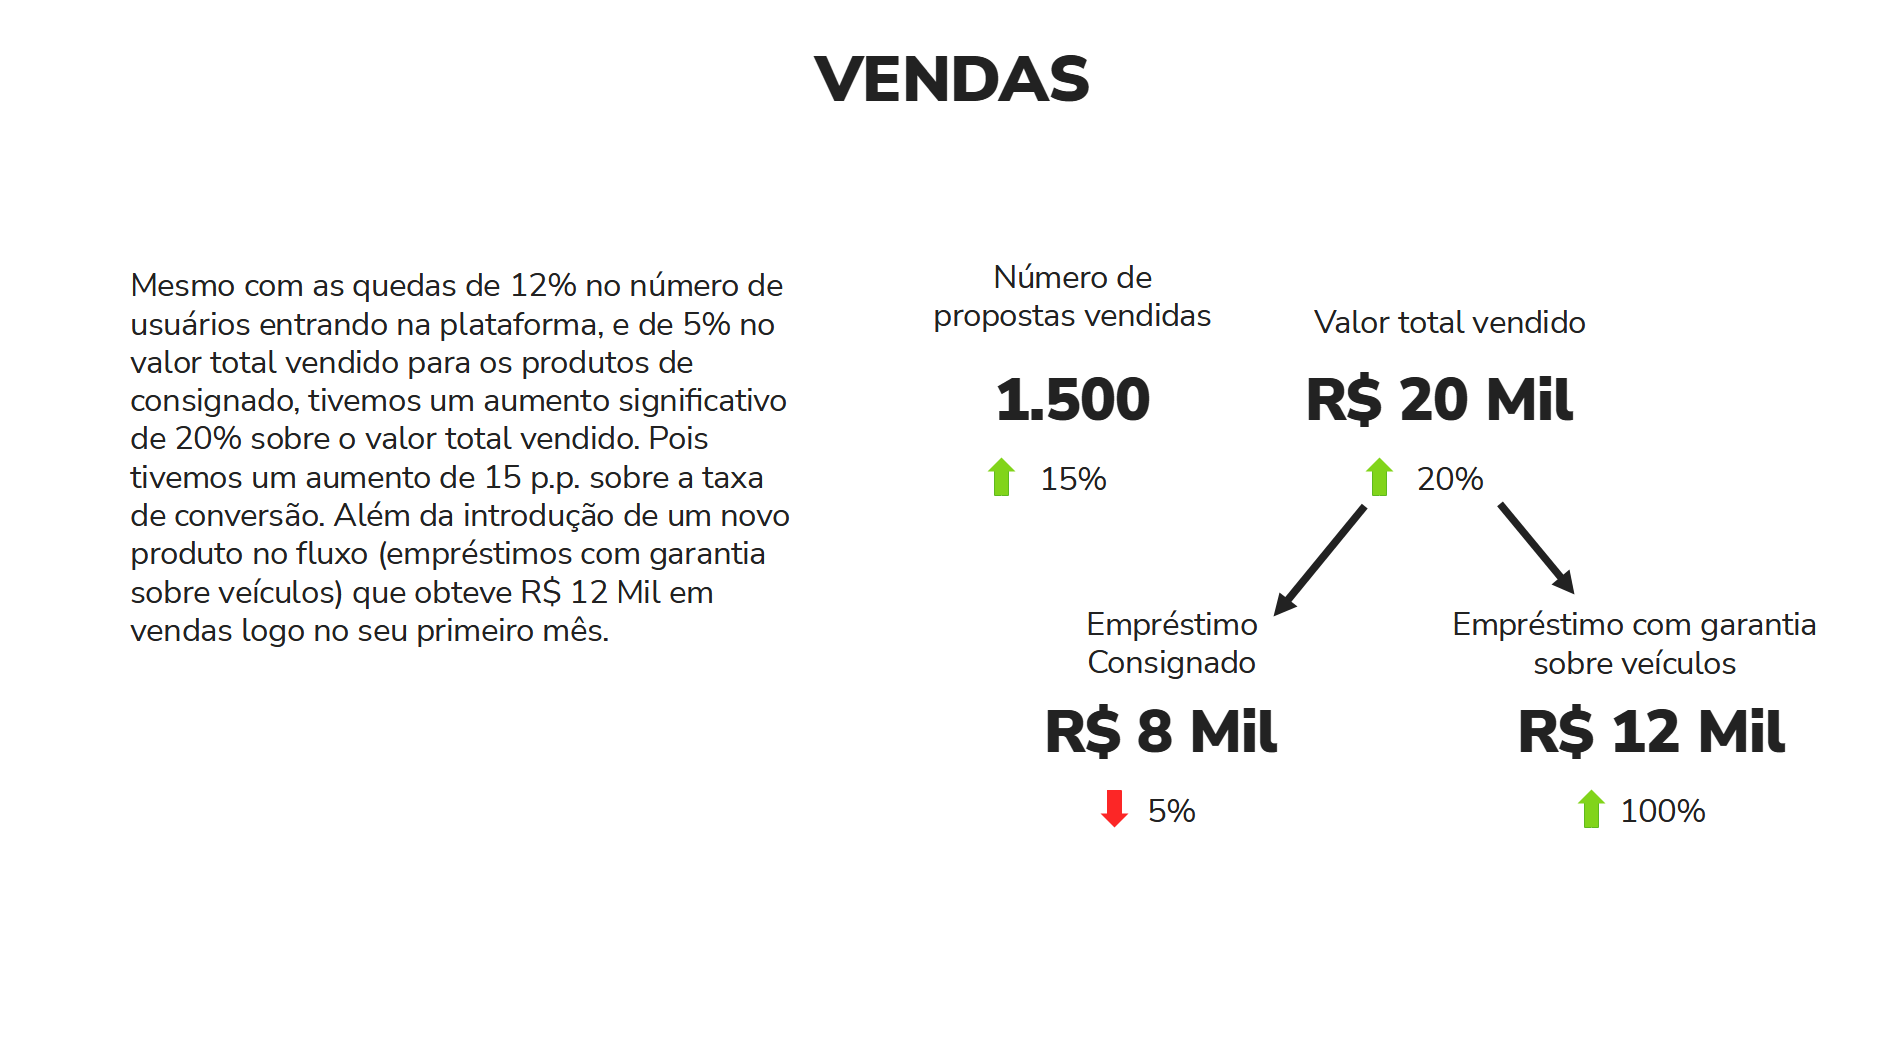 VENDAS
Mesmo com as quedas de 12% no número de
usuários entrando na plataforma, e de 5% no
valor total vendido para os produtos de
consignado, tivemos um aumento significativo
de 20% sobre o valor total vendido. Pois
tivemos um aumento de 15 p.p. sobre a taxa
de conversão. Além da introdução de um novo
produto no fluxo (empréstimos com garantia
sobre veículos) que obteve R$ 12 Mil em
vendas logo no seu primeiro mês.
Número de
propostas vendidas
1.500
15%
Valor total vendido
R$ 20 Mil
20%
Empréstimo
Consignado
R$ 8 Mil
5%
Empréstimo com garantia
sobre veículos
R$ 12 Mil
100%